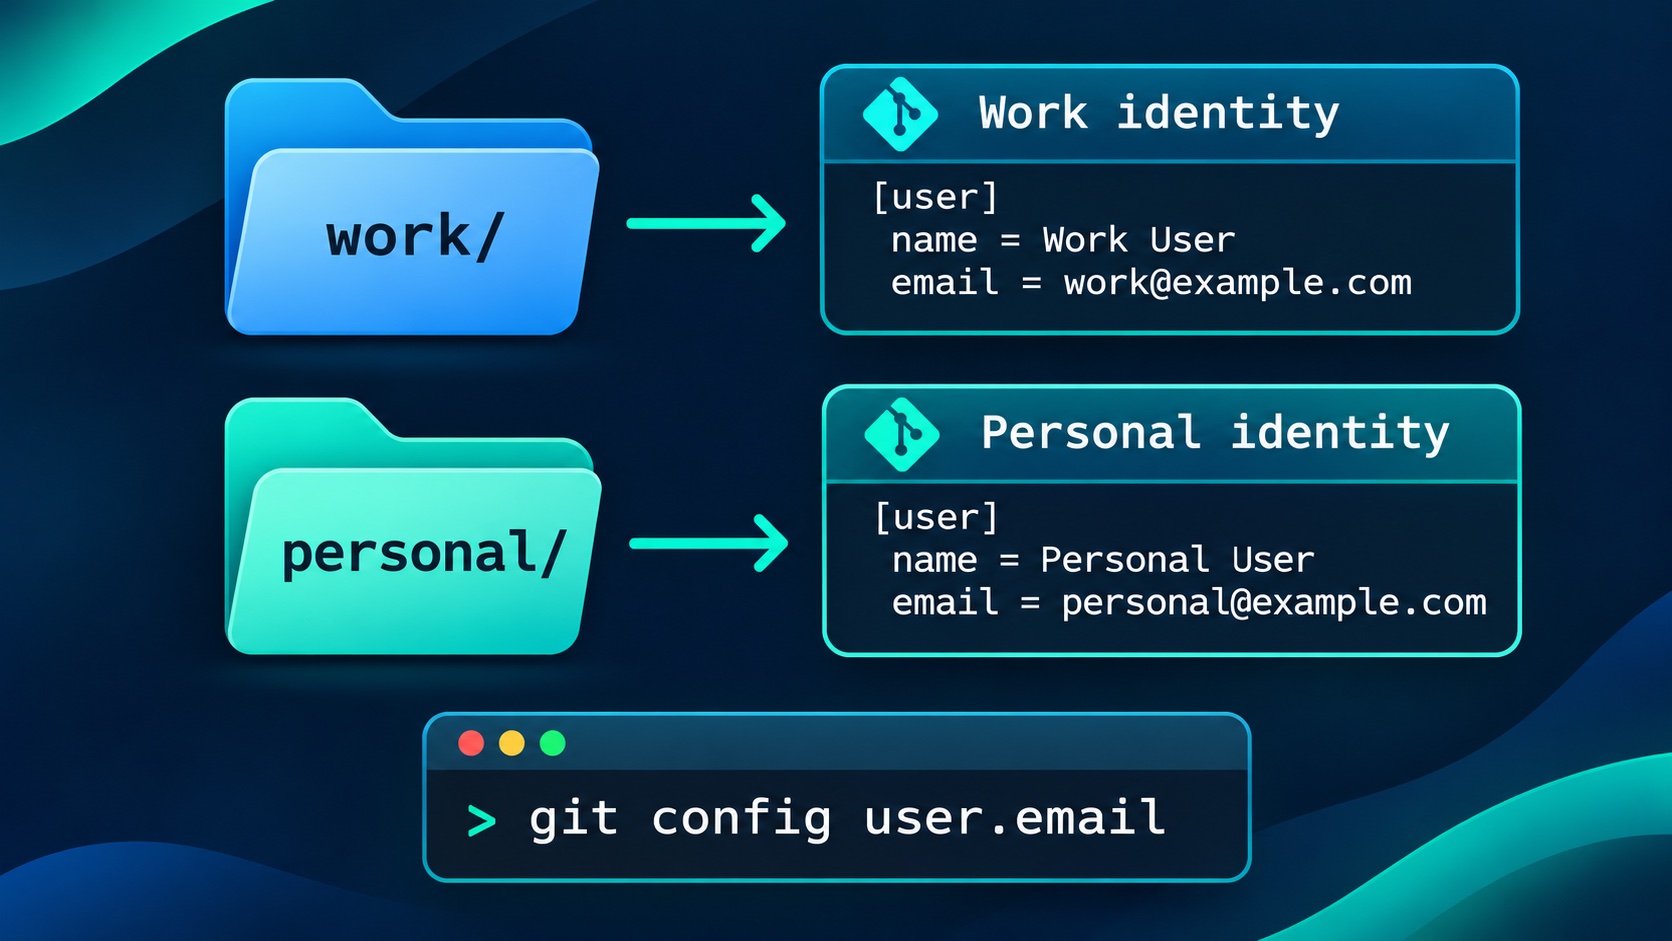 work/
Work identity
[user]
name = Work User
email = work@example.com
personal/
Personal identity
[user]
name = Personal User
email = personal@example.com
> git config user.email